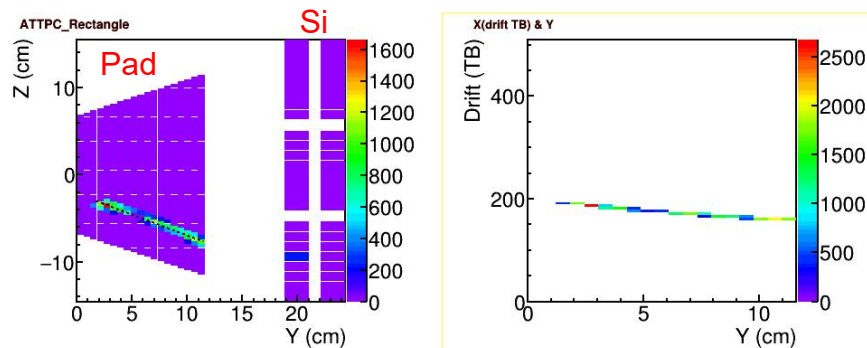 ATTPC_Rectangle
Si
Pad
Z (cm)
10
0
−10
0 5 10 15 20
Y (cm)
1600
1400
1200
1000
800
600
400
200
0
X(drift TB) & Y
Drift (TB)
400
200
0
0 5 10
Y (cm)
2500
2000
1500
1000
500
0